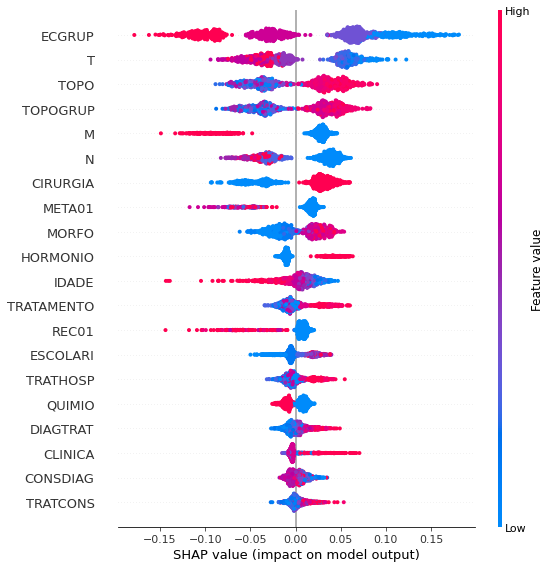 High
ECGRUP
T
TOPO
TOPOGRUP
M
N
CIRURGIA
META01
MORFO
HORMONIO
IDADE
TRATAMENTO
REC01
ESCOLARI
TRATHOSP
QUIMIO
DIAGTRAT
CLINICA
CONSDIAG
TRATCONS
Feature value
Low
−0.15 −0.10 −0.05 0.00 0.05 0.10 0.15
SHAP value (impact on model output)